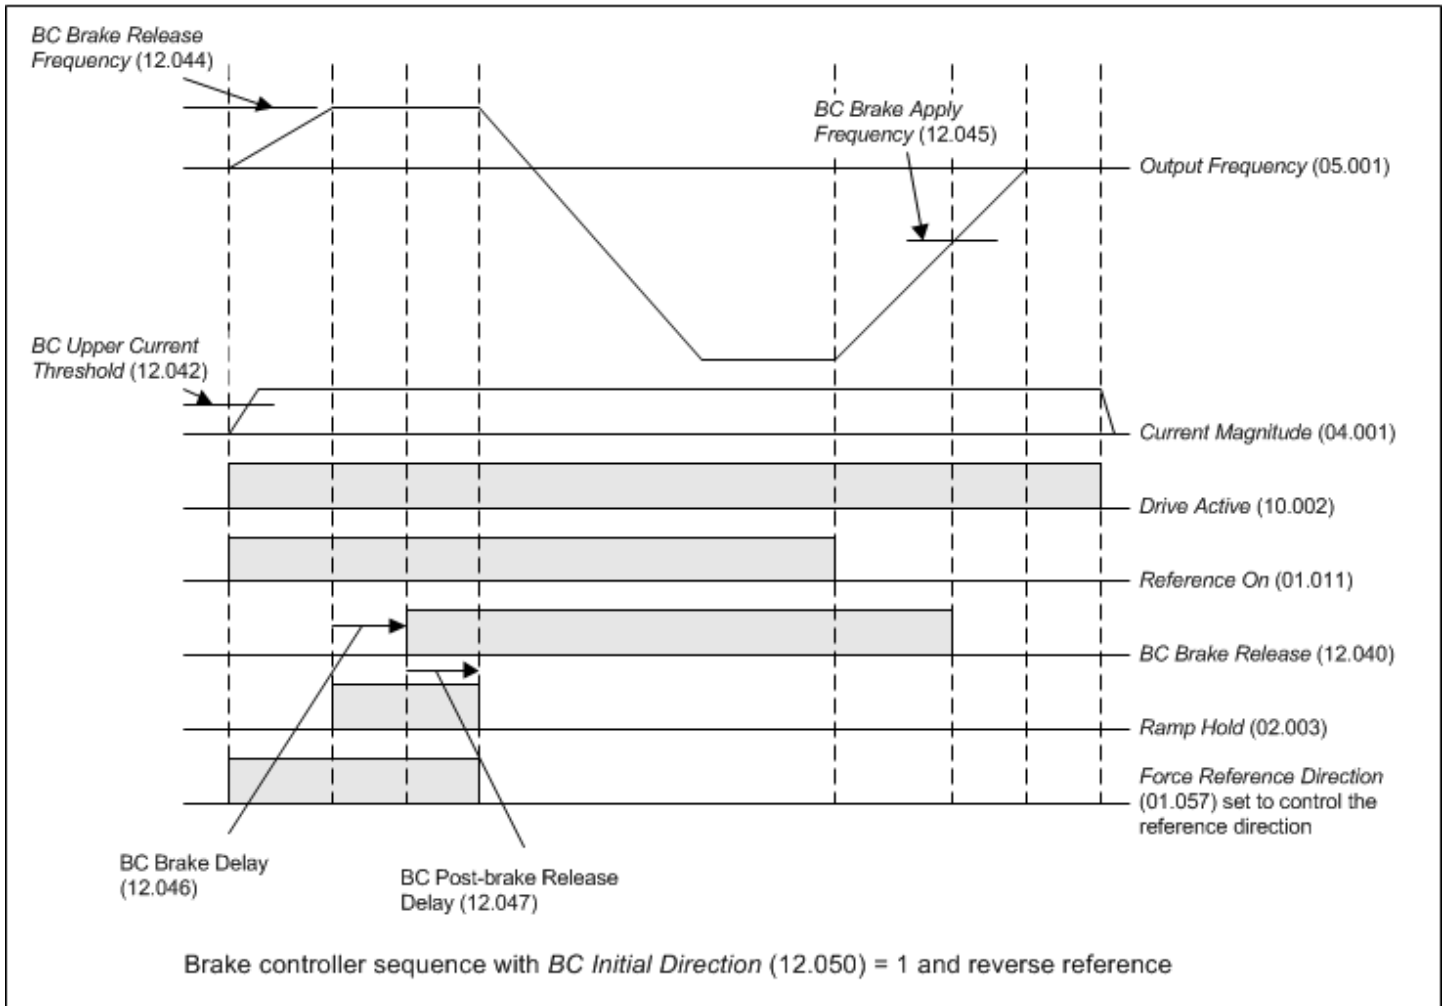 BC Brake Release
Frequency (12.044)
BC Brake Apply
Frequency (12.045)
Output Frequency (05.001)
BC Upper Current
Threshold (12.042)
Current Magnitude (04.001)
Drive Active (10.002)
Reference On (01.011)
BC Brake Release (12.040)
Ramp Hold (02.003)
Force Reference Direction
(01.057) set to control the
reference direction
BC Brake Delay
(12.046)
BC Post-brake Release
Delay (12.047)
Brake controller sequence with BC Initial Direction (12.050) = 1 and reverse reference